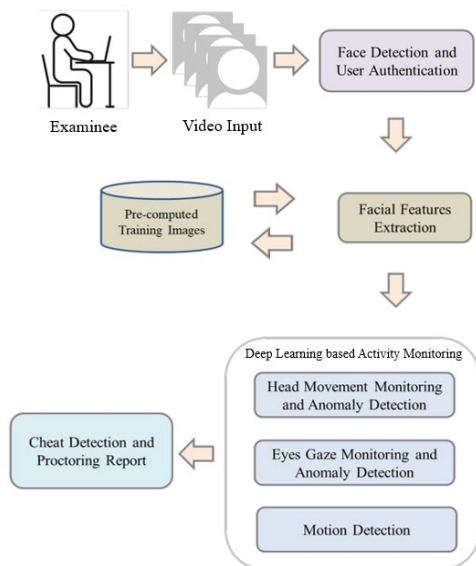 Examinee
Video Input
Face Detection and
User Authentication
Pre-computed
Training Images
Facial Features
Extraction
Deep Learning based Activity Monitoring
Head Movement Monitoring
and Anomaly Detection
Eyes Gaze Monitoring and
Anomaly Detection
Motion Detection
Cheat Detection and
Proctoring Report